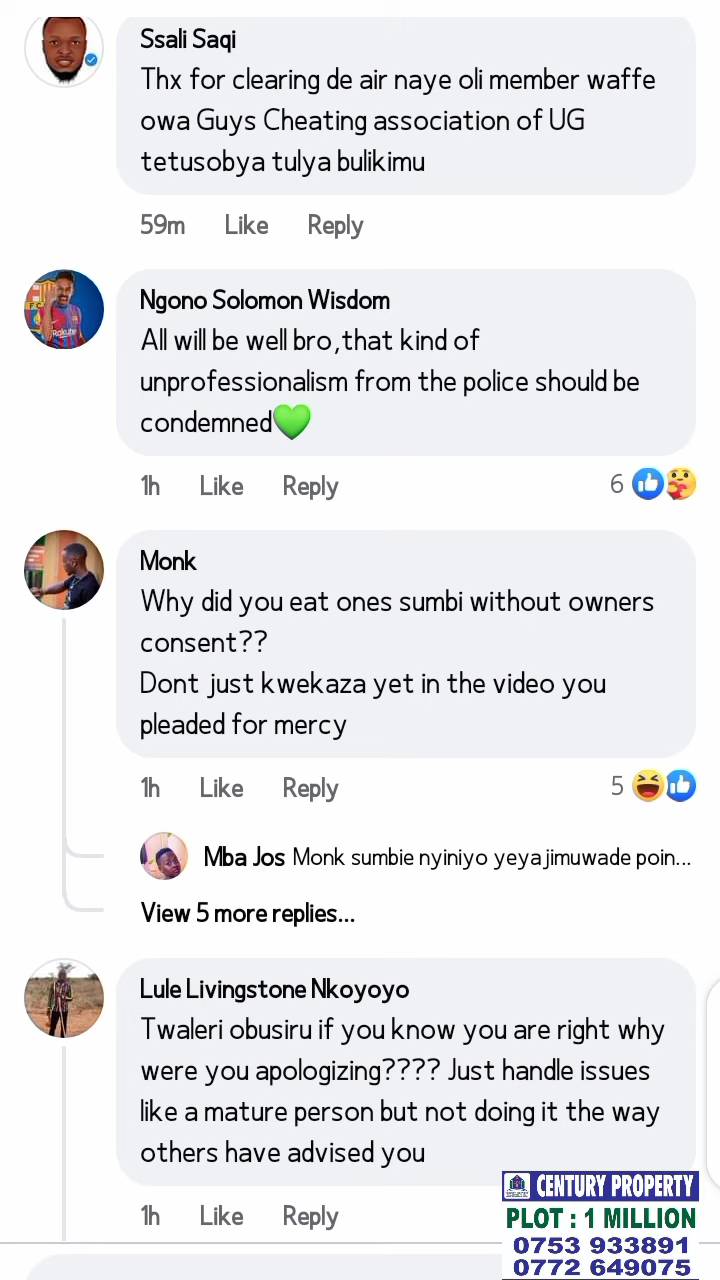 Ssali Saqi
Thx for clearing de air naye oli member waffe
owa Guys Cheating association of UG
tetusobya tulya bulikimu
59m Like Reply
Ngono Solomon Wisdom
All will be well bro,that kind of
unprofessionalism from the police should be
condemned💚
1h Like Reply 6
Monk
Why did you eat ones sumbi without owners
consent??
Dont just kwekaza yet in the video you
pleaded for mercy
1h Like Reply 5
Mba Jos Monk sumbie nyiniyo yeyajimuwade poin...
View 5 more replies...
Lule Livingstone Nkoyoyo
Twaleri obusiru if you know you are right why
were you apologizing???? Just handle issues
like a mature person but not doing it the way
others have advised you
1h Like Reply
CENTURY PROPERTY
PLOT : 1 MILLION
0753 933891
0772 649075